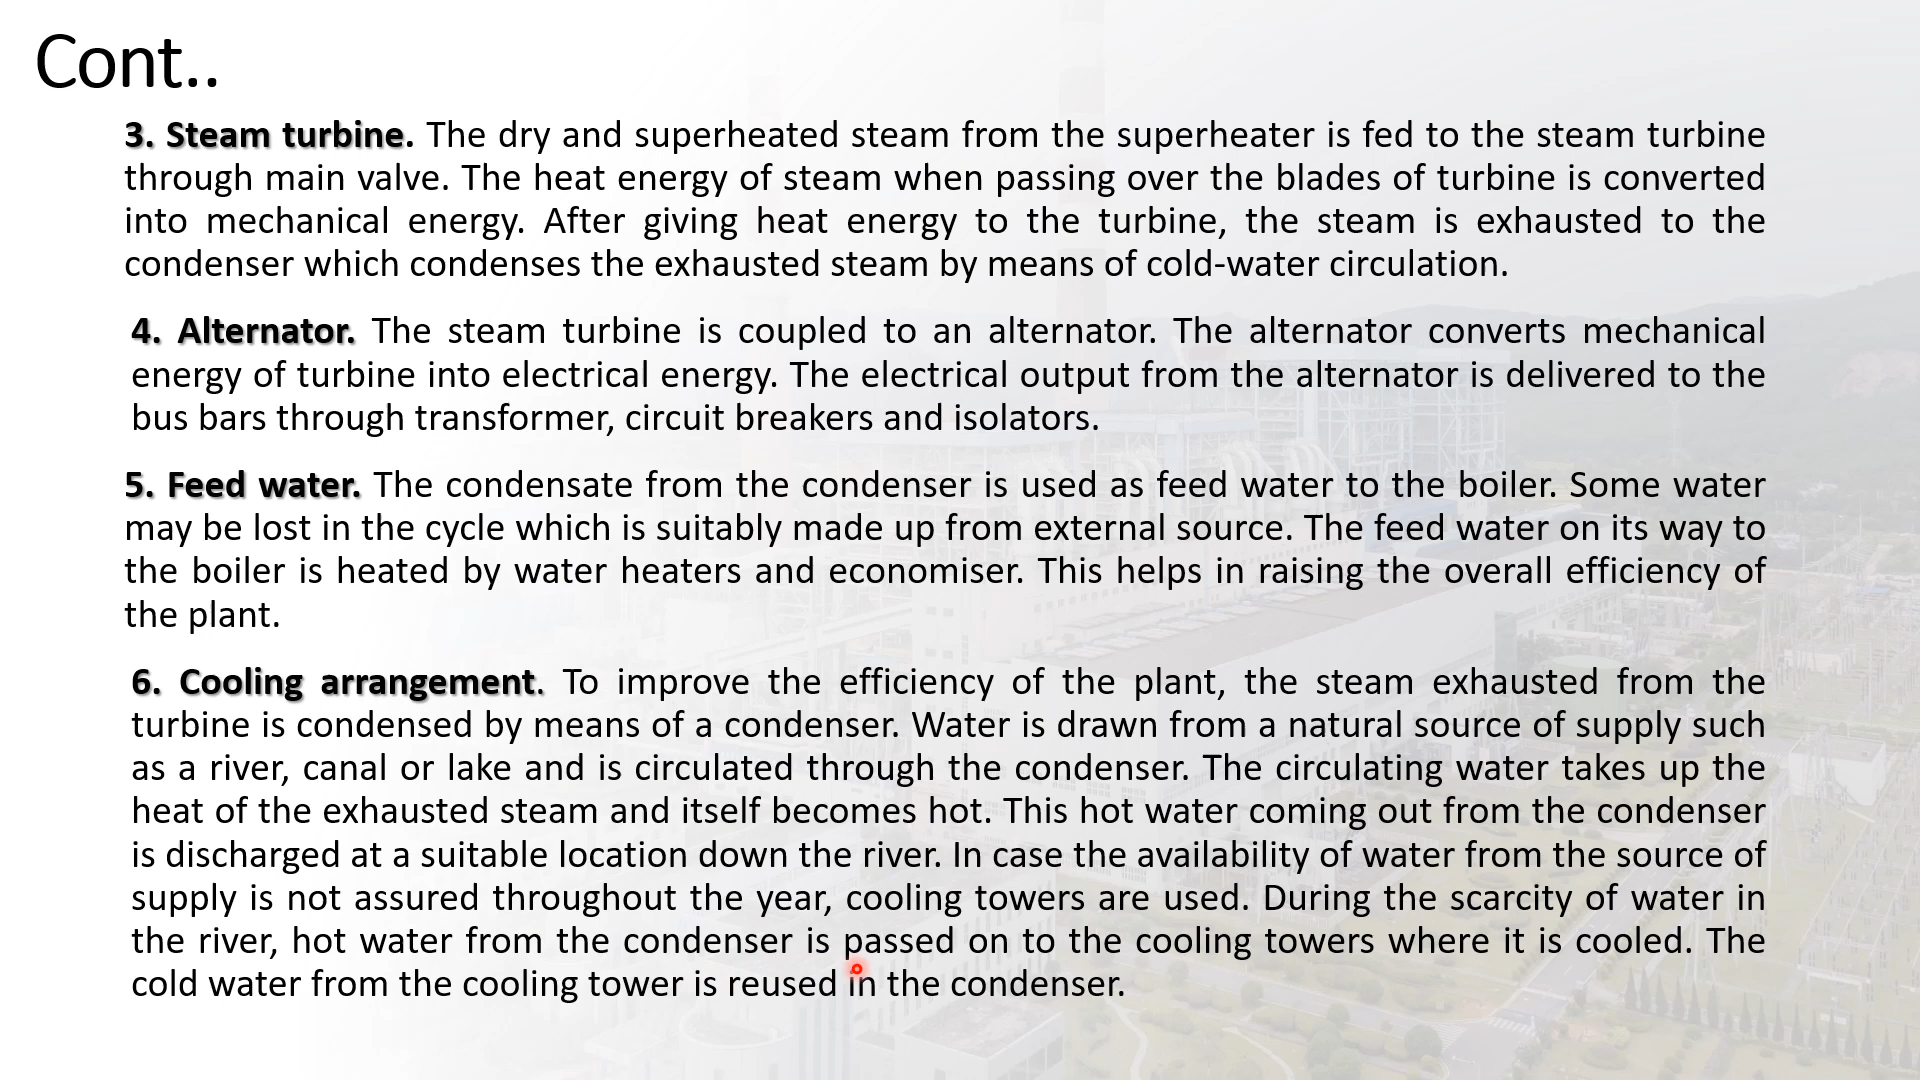 Cont..
3. Steam turbine. The dry and superheated steam from the superheater is fed to the steam turbine
through main valve. The heat energy of steam when passing over the blades of turbine is converted
into mechanical energy. After giving heat energy to the turbine, the steam is exhausted to the
condenser which condenses the exhausted steam by means of cold-water circulation.
4. Alternator. The steam turbine is coupled to an alternator. The alternator converts mechanical
energy of turbine into electrical energy. The electrical output from the alternator is delivered to the
bus bars through transformer, circuit breakers and isolators.
5. Feed water. The condensate from the condenser is used as feed water to the boiler. Some water
may be lost in the cycle which is suitably made up from external source. The feed water on its way to
the boiler is heated by water heaters and economiser. This helps in raising the overall efficiency of
the plant.
6. Cooling arrangement. To improve the efficiency of the plant, the steam exhausted from the
turbine is condensed by means of a condenser. Water is drawn from a natural source of supply such
as a river, canal or lake and is circulated through the condenser. The circulating water takes up the
heat of the exhausted steam and itself becomes hot. This hot water coming out from the condenser
is discharged at a suitable location down the river. In case the availability of water from the source of
supply is not assured throughout the year, cooling towers are used. During the scarcity of water in
the river, hot water from the condenser is passed on to the cooling towers where it is cooled. The
cold water from the cooling tower is reused in the condenser.